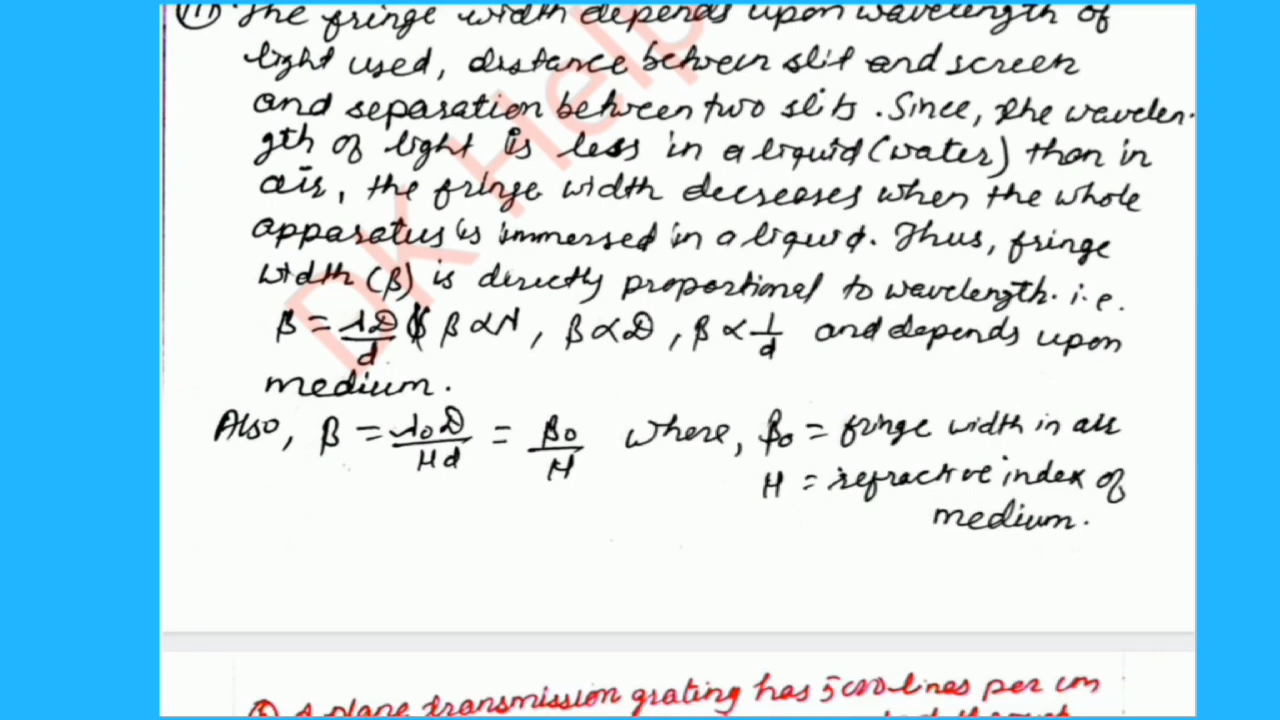 (ii) The fringe width depends upon wavelength of
light used, distance between slit and screen
and separation between two slits. Since, the wavelen-
gth of light is less in a liquid (water) than in
air, the fringe width decreases when the whole
apparatus is immersed in a liquid. Thus, fringe
width (β) is directly proportional to wavelength. i.e.
β = λD/d β ∝ λ, β ∝ D, β ∝ 1/d and depends upon
medium.
Also, β = λ₀D/μd = β₀/μ where, β₀ = fringe width in air
μ = refractive index of
medium.
DK Help
A plane transmission grating has 5000 lines per cm